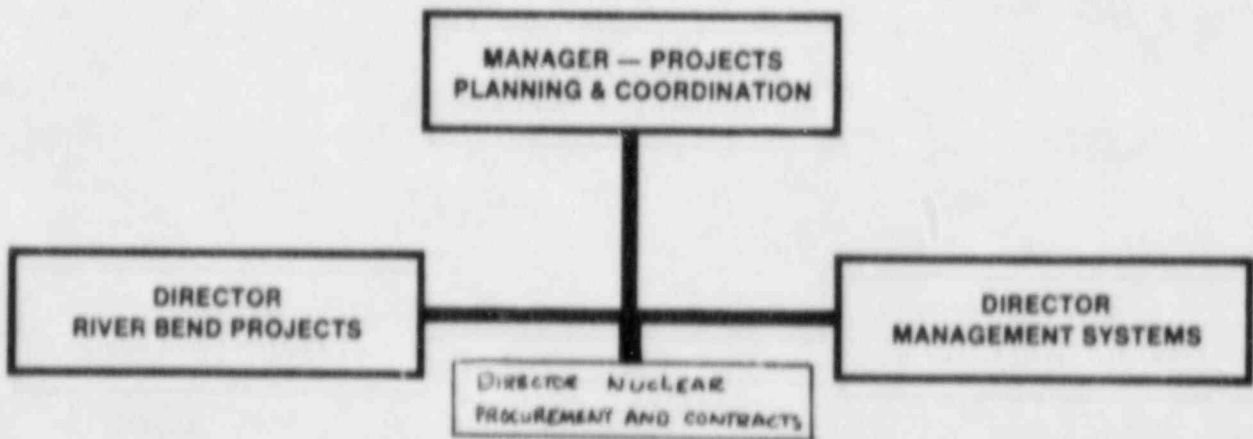 MANAGER — PROJECTS
PLANNING & COORDINATION
DIRECTOR
RIVER BEND PROJECTS
DIRECTOR
MANAGEMENT SYSTEMS
DIRECTOR NUCLEAR
PROCUREMENT AND CONTRACTS